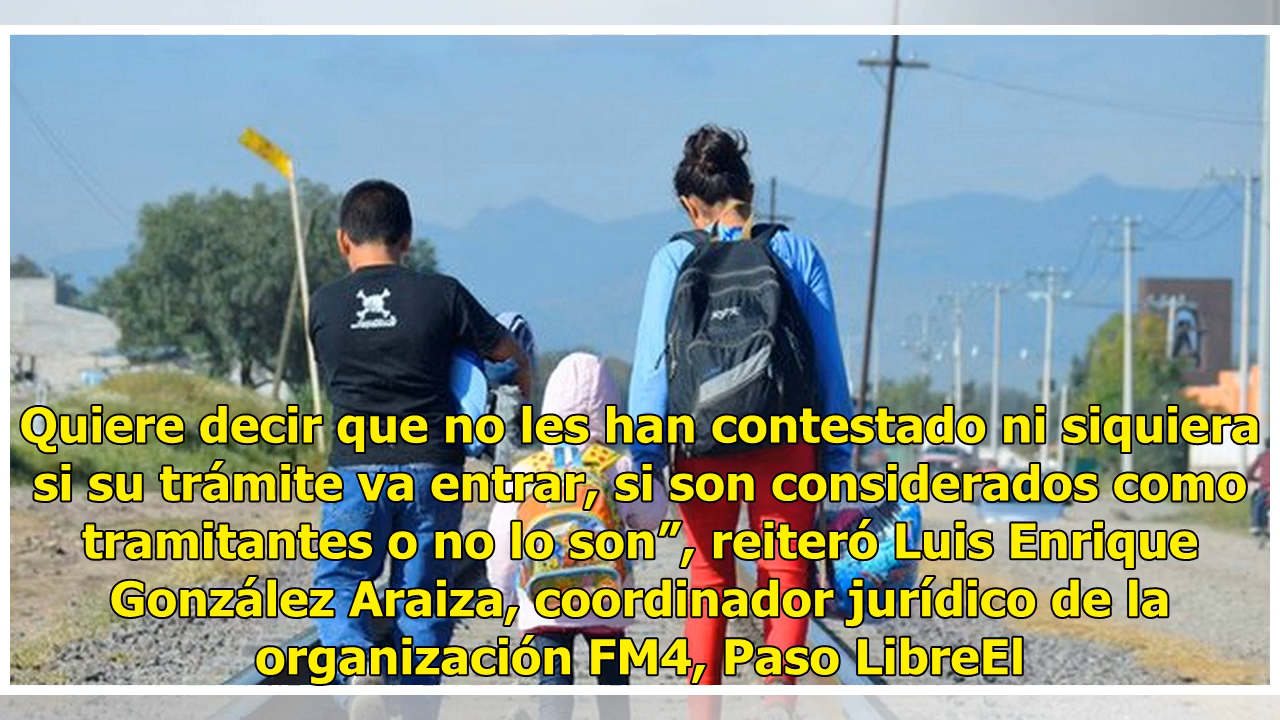 Quiere decir que no les han contestado ni siquiera
si su trámite va entrar, si son considerados como
tramitantes o no lo son”, reiteró Luis Enrique
González Araiza, coordinador jurídico de la
organización FM4, Paso LibreEl